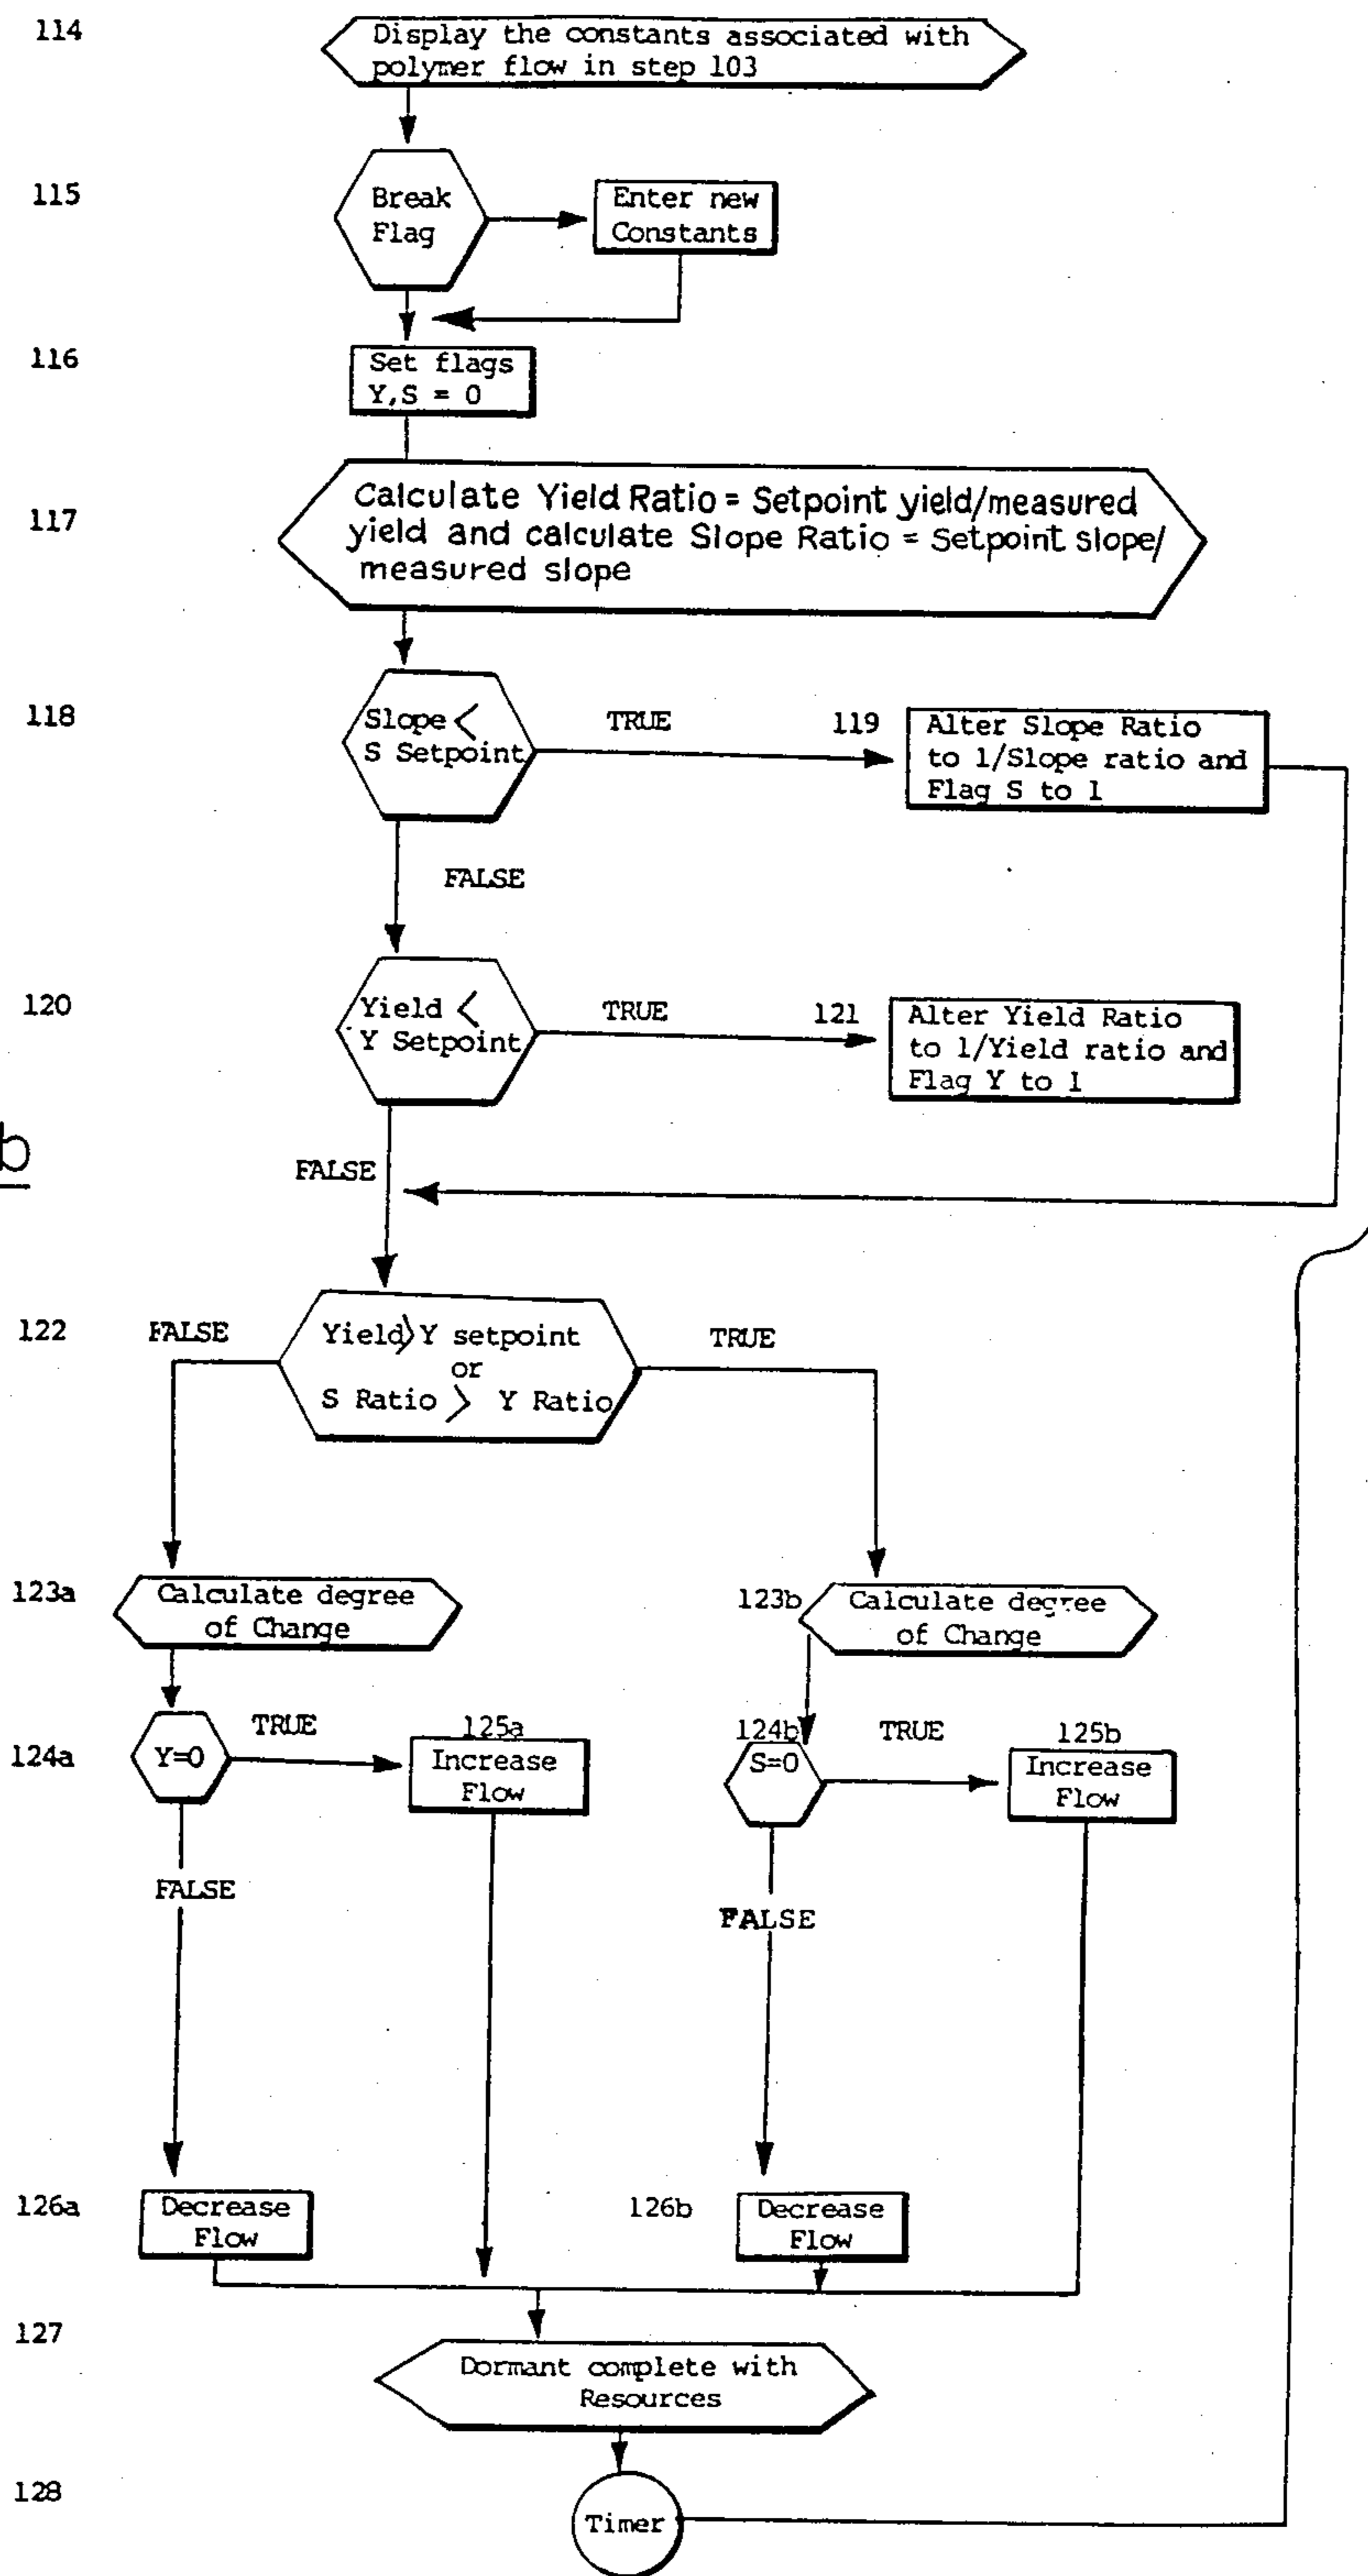 114
Display the constants associated with
polymer flow in step 103
115
Break
Flag
Enter new
Constants
116
Set flags
Y,S = 0
117
Calculate Yield Ratio = Setpoint yield/measured
yield and calculate Slope Ratio = Setpoint slope/
measured slope
118
Slope <
S Setpoint
TRUE
119
Alter Slope Ratio
to 1/Slope ratio and
Flag S to 1
FALSE
120
Yield <
Y Setpoint
TRUE
121
Alter Yield Ratio
to 1/Yield ratio and
Flag Y to 1
b
FALSE
122
FALSE
Yield > Y setpoint
or
S Ratio > Y Ratio
TRUE
123a
Calculate degree
of Change
123b
Calculate degree
of Change
124a
Y=0
TRUE
125a
Increase
Flow
124b
S=0
TRUE
125b
Increase
Flow
FALSE
FALSE
126a
Decrease
Flow
126b
Decrease
Flow
127
Dormant complete with
Resources
128
Timer